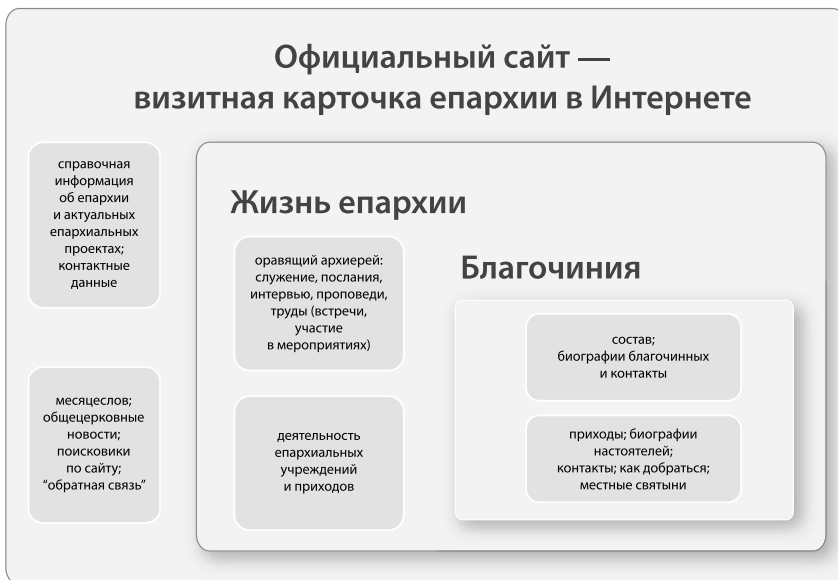 Официальный сайт —
визитная карточка епархии в Интернете
справочная
информация
об епархии
и актуальных
епархиальных
проектах;
контактные
данные
месяцеслов;
общецерковные
новости;
поисковики
по сайту;
“обратная связь”
Жизнь епархии
оравящий архиерей:
служение, послания,
интервью, проповеди,
труды (встречи,
участие
в мероприятиях)
деятельность
епархиальных
учреждений
и приходов
Благочиния
состав;
биографии благочинных
и контакты
приходы; биографии
настоятелей;
контакты; как добраться;
местные святыни